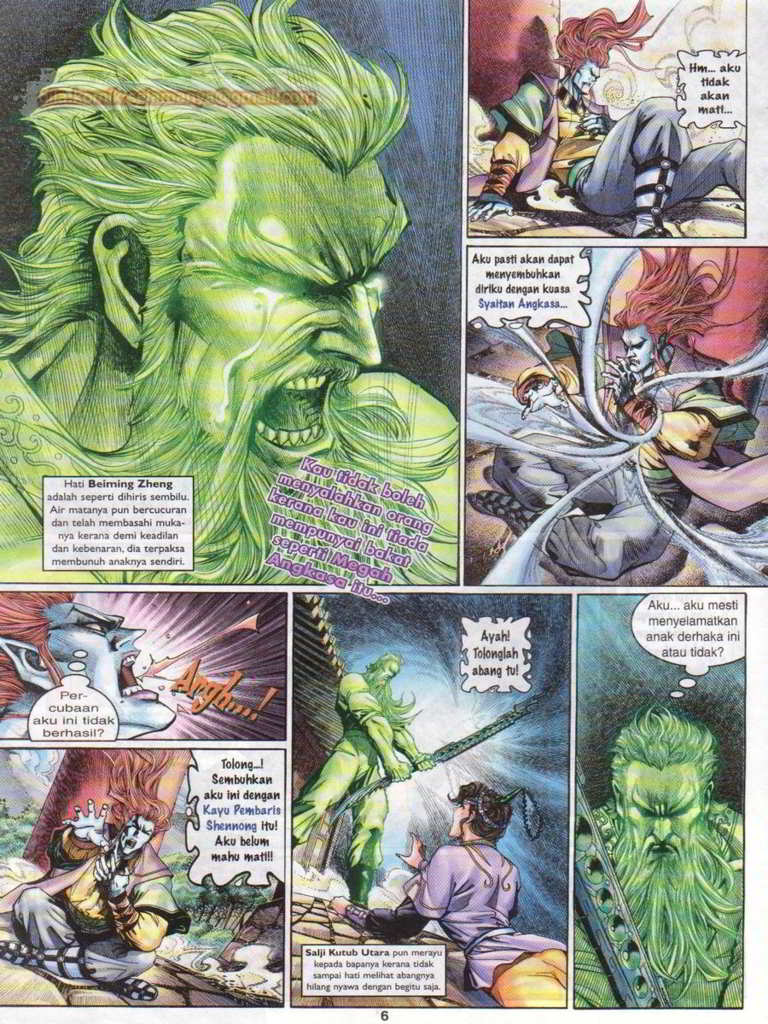 Hati Beiming Zheng
adalah seperti dihiris sembilu.
Air matanya pun bercucuran
dan telah membasahi muka-
nya kerana demi keadilan
dan kebenaran, dia terpaksa
membunuh anaknya sendiri.
Kau tidak boleh
menyalahkan orang
kerana kau ini tiada
mempunyai bakat
seperti Megah
Angkasa itu...
Hm... aku
tidak
akan
mati...
Aku pasti akan dapat
menyembuhkan
diriku dengan kuasa
Syaitan Angkasa...
Per-
cubaan
aku ini tidak
berhasil?
Argh....!
Tolong..!
Sembuhkan
aku ini dengan
Kayu Pembaris
Shennong itu!
Aku belum
mahu mati!!
Ayah!
Tolonglah
abang tu!
Salji Kutub Utara pun merayu
kepada bapanya kerana tidak
sampai hati melihat abangnya
hilang nyawa dengan begitu saja.
Aku... aku mesti
menyelamatkan
anak derhaka ini
atau tidak?
6